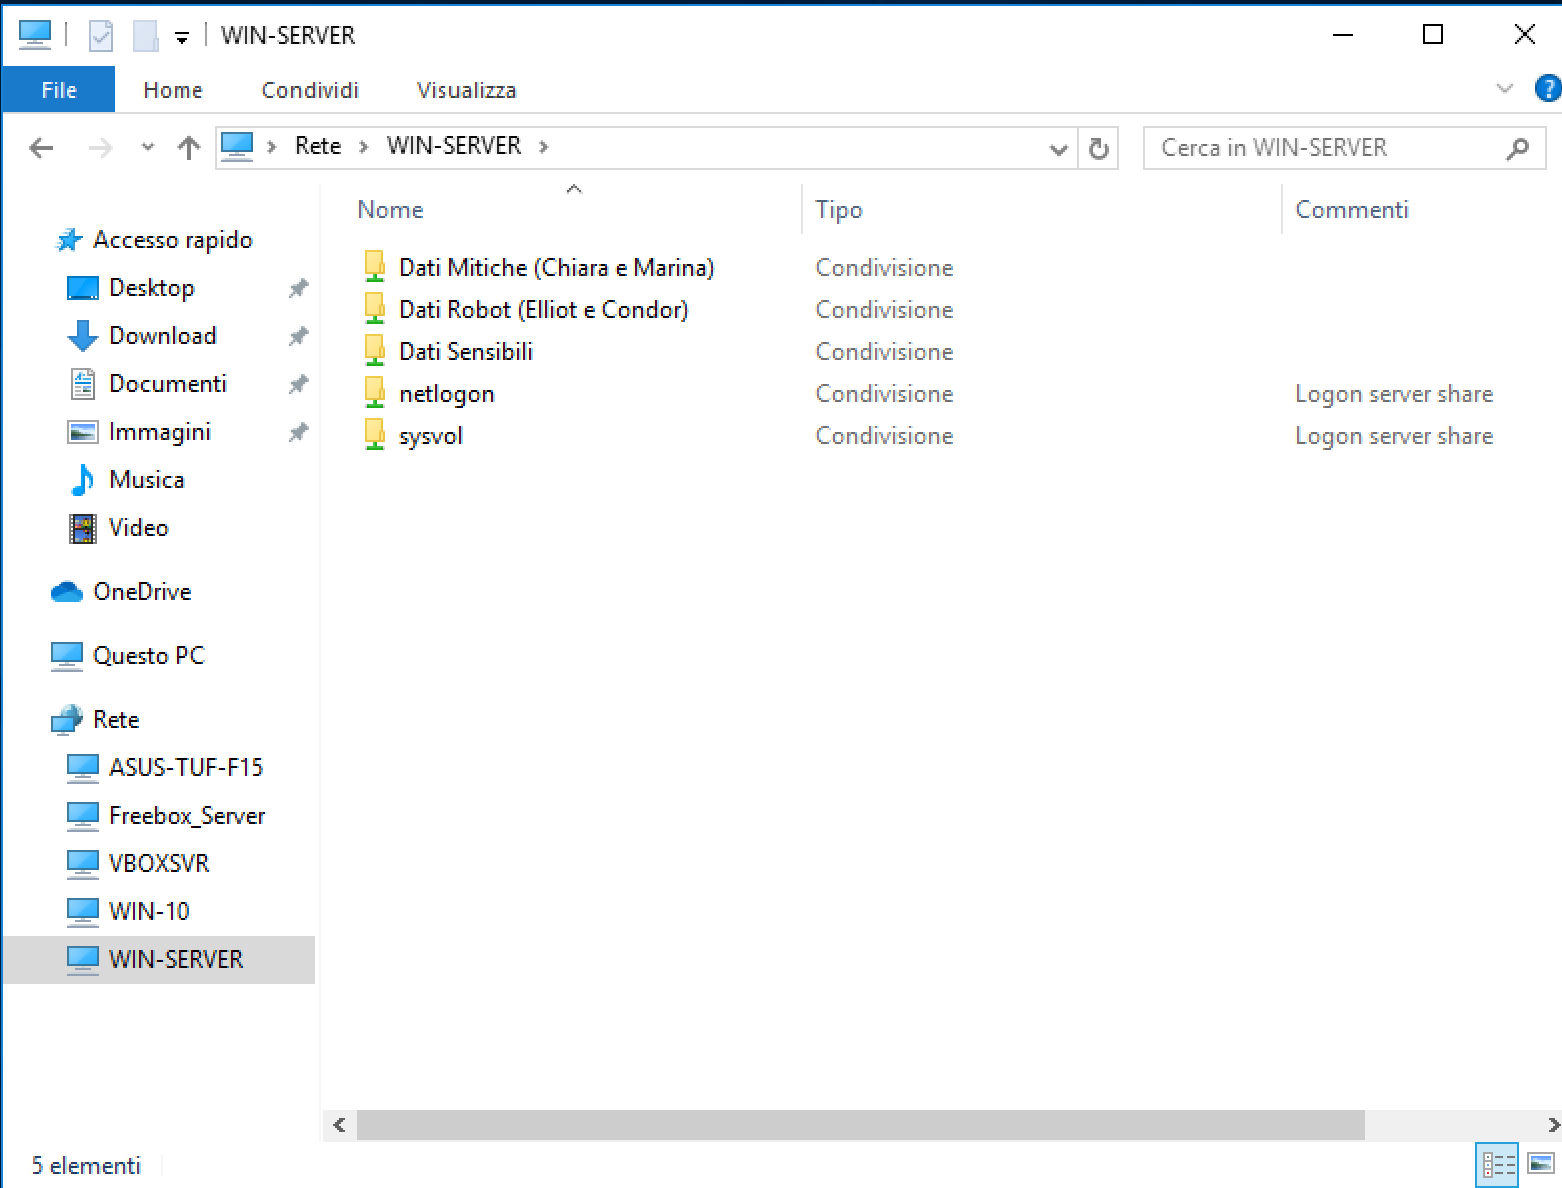 WIN-SERVER
File Home Condividi Visualizza
Rete WIN-SERVER Cerca in WIN-SERVER
Nome Tipo Commenti
Accesso rapido
Desktop
Download
Documenti
Immagini
Musica
Video
OneDrive
Questo PC
Rete
ASUS-TUF-F15
Freebox_Server
VBOXSVR
WIN-10
WIN-SERVER
Dati Mitiche (Chiara e Marina) Condivisione
Dati Robot (Elliot e Condor) Condivisione
Dati Sensibili Condivisione
netlogon Condivisione Logon server share
sysvol Condivisione Logon server share
5 elementi